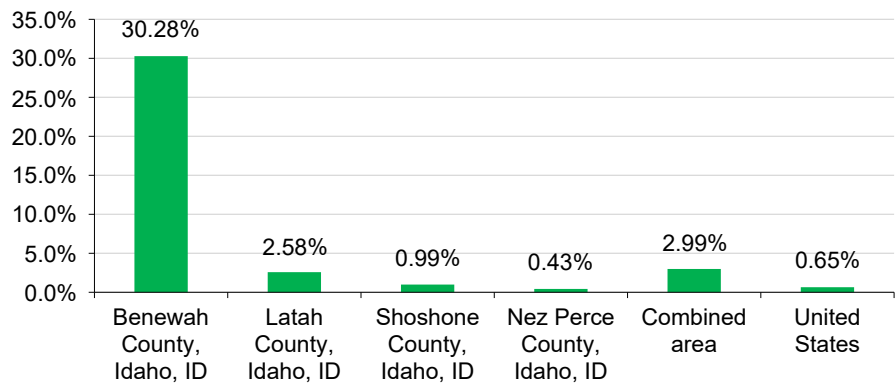 35.0%
30.0%
25.0%
20.0%
15.0%
10.0%
5.0%
0.0%
30.28%
2.58%
0.99%
0.43%
2.99%
0.65%
Benewah
County,
Idaho, ID
Latah
County,
Idaho, ID
Shoshone
County,
Idaho, ID
Nez Perce
County,
Idaho, ID
Combined
area
United
States